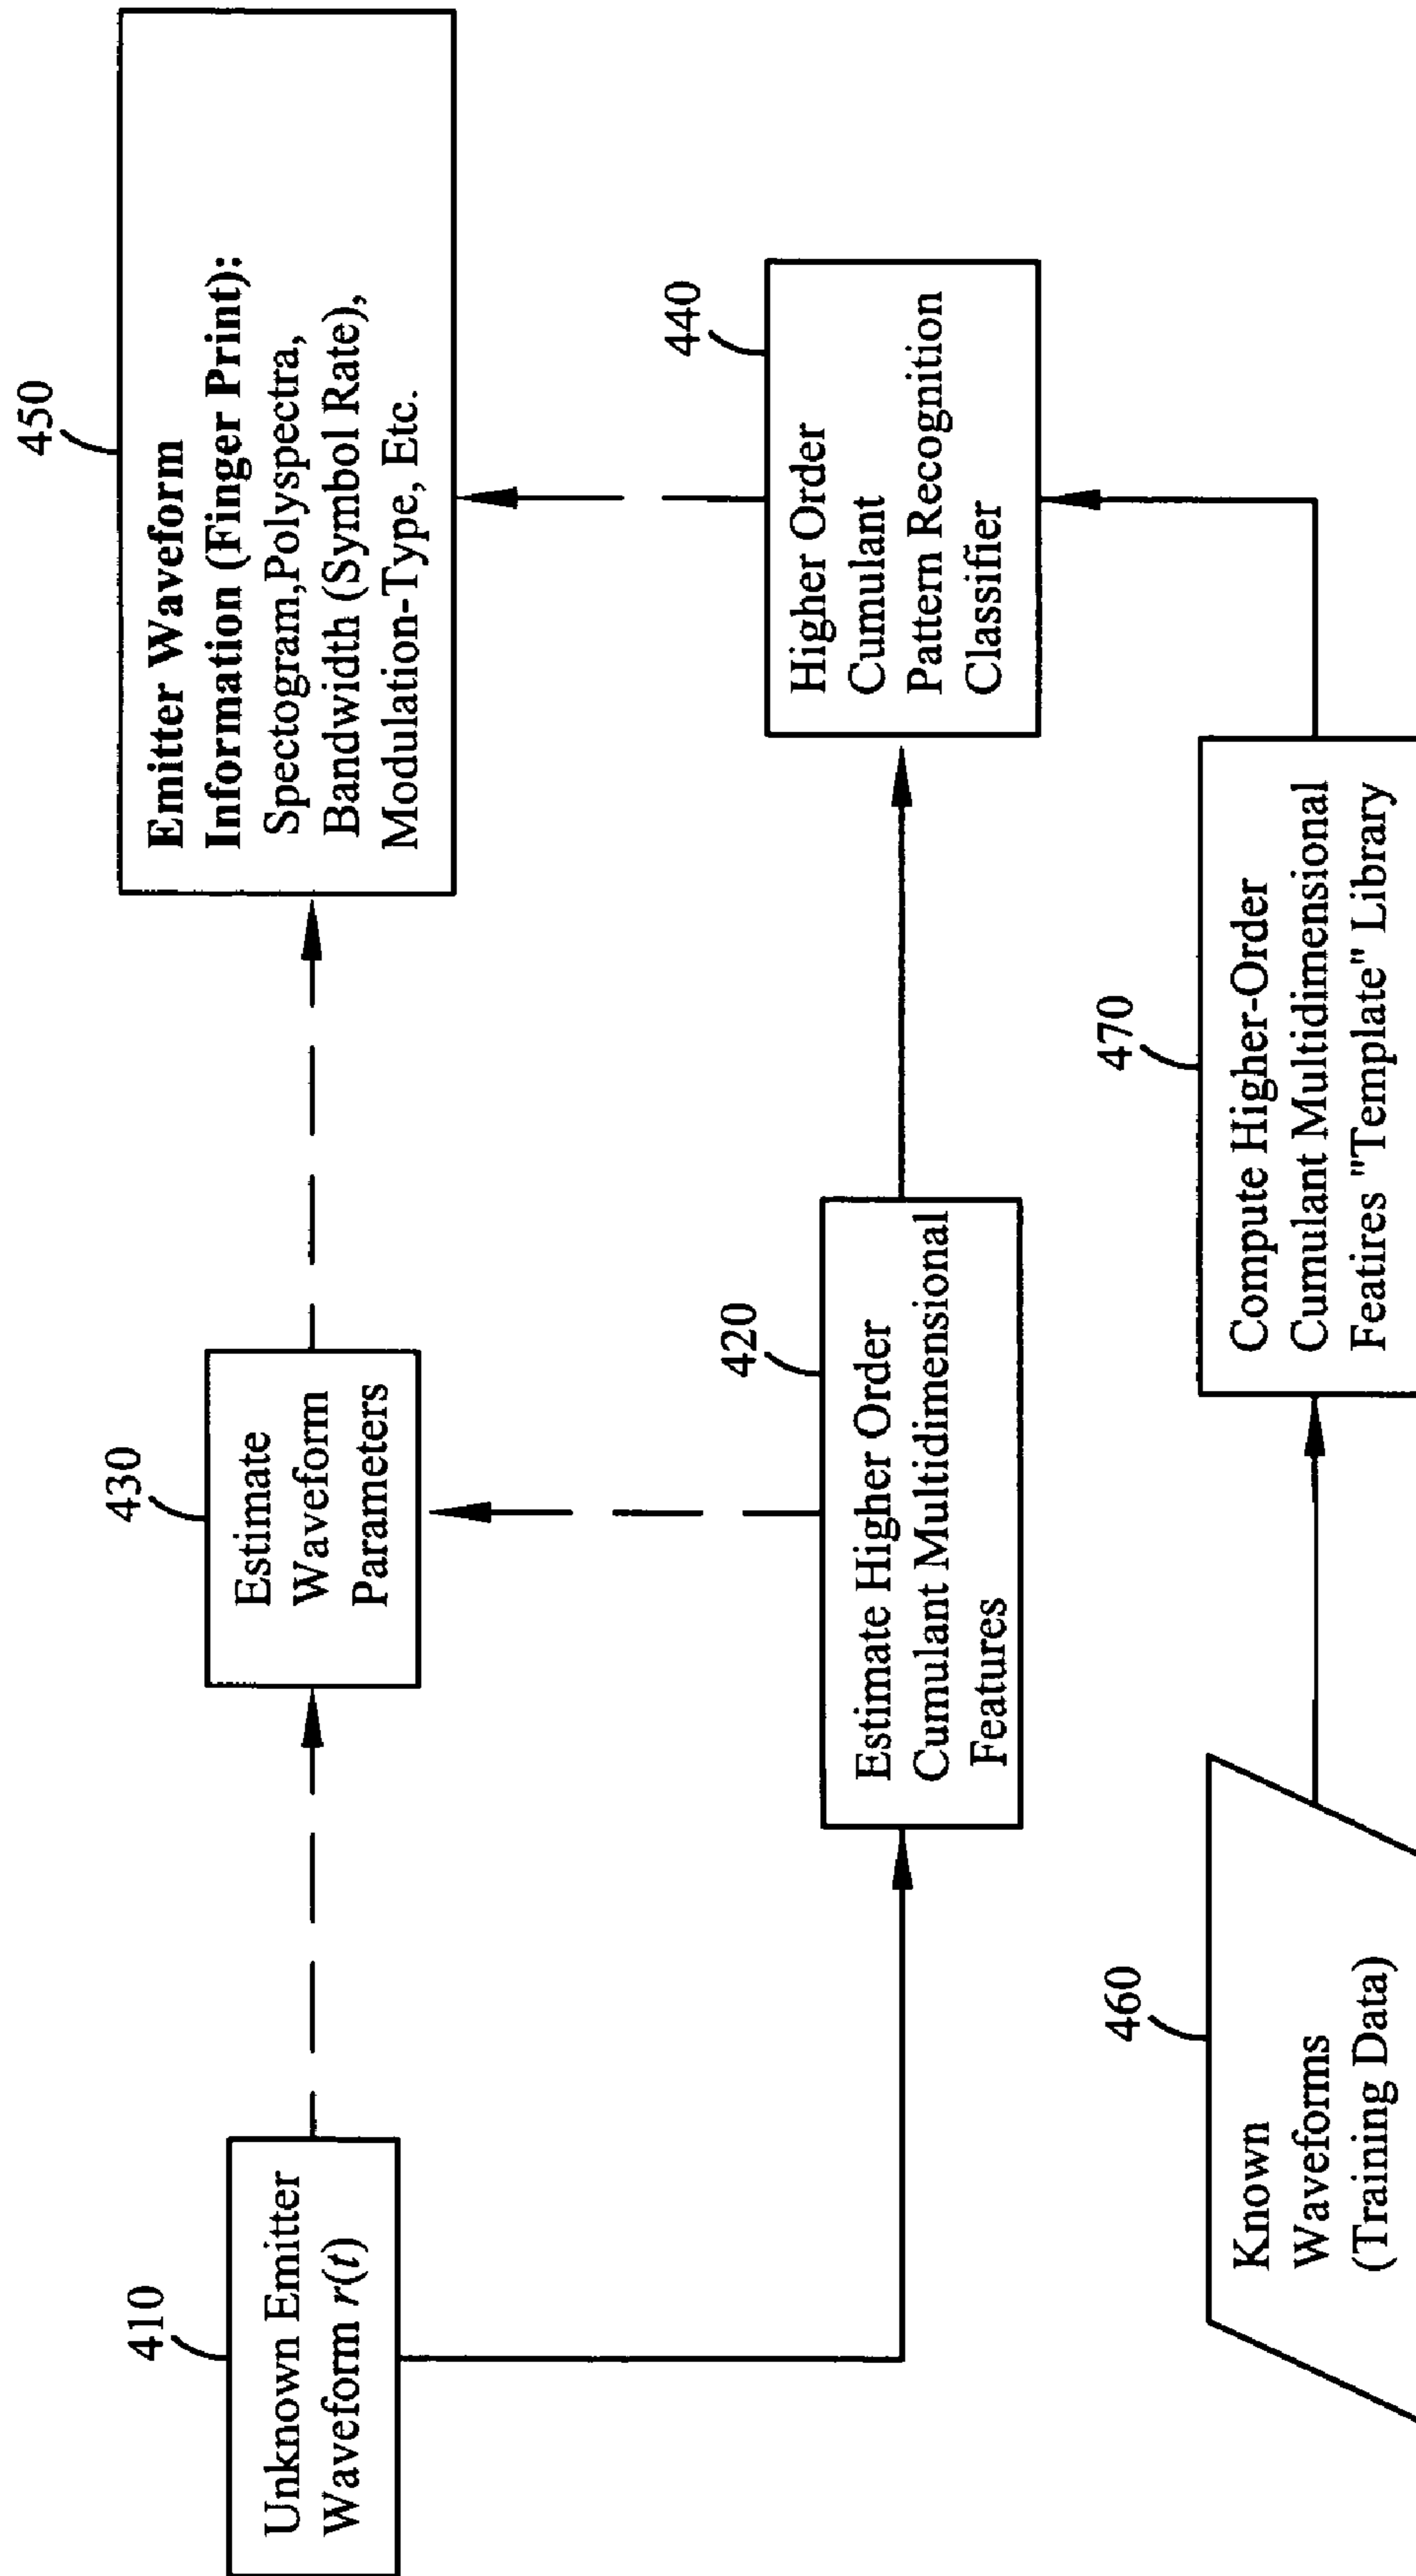 410
Unknown Emitter
Waveform r(t)
430
Estimate
Waveform
Parameters
450
Emitter Waveform
Information (Finger Print):
Spectogram,Polyspectra,
Bandwidth (Symbol Rate),
Modulation-Type, Etc.
420
Estimate Higher Order
Cumulant Multidimensional
Features
440
Higher Order
Cumulant
Pattern Recognition
Classifier
460
Known
Waveforms
(Training Data)
470
Compute Higher-Order
Cumulant Multidimensional
Featires "Template" Library